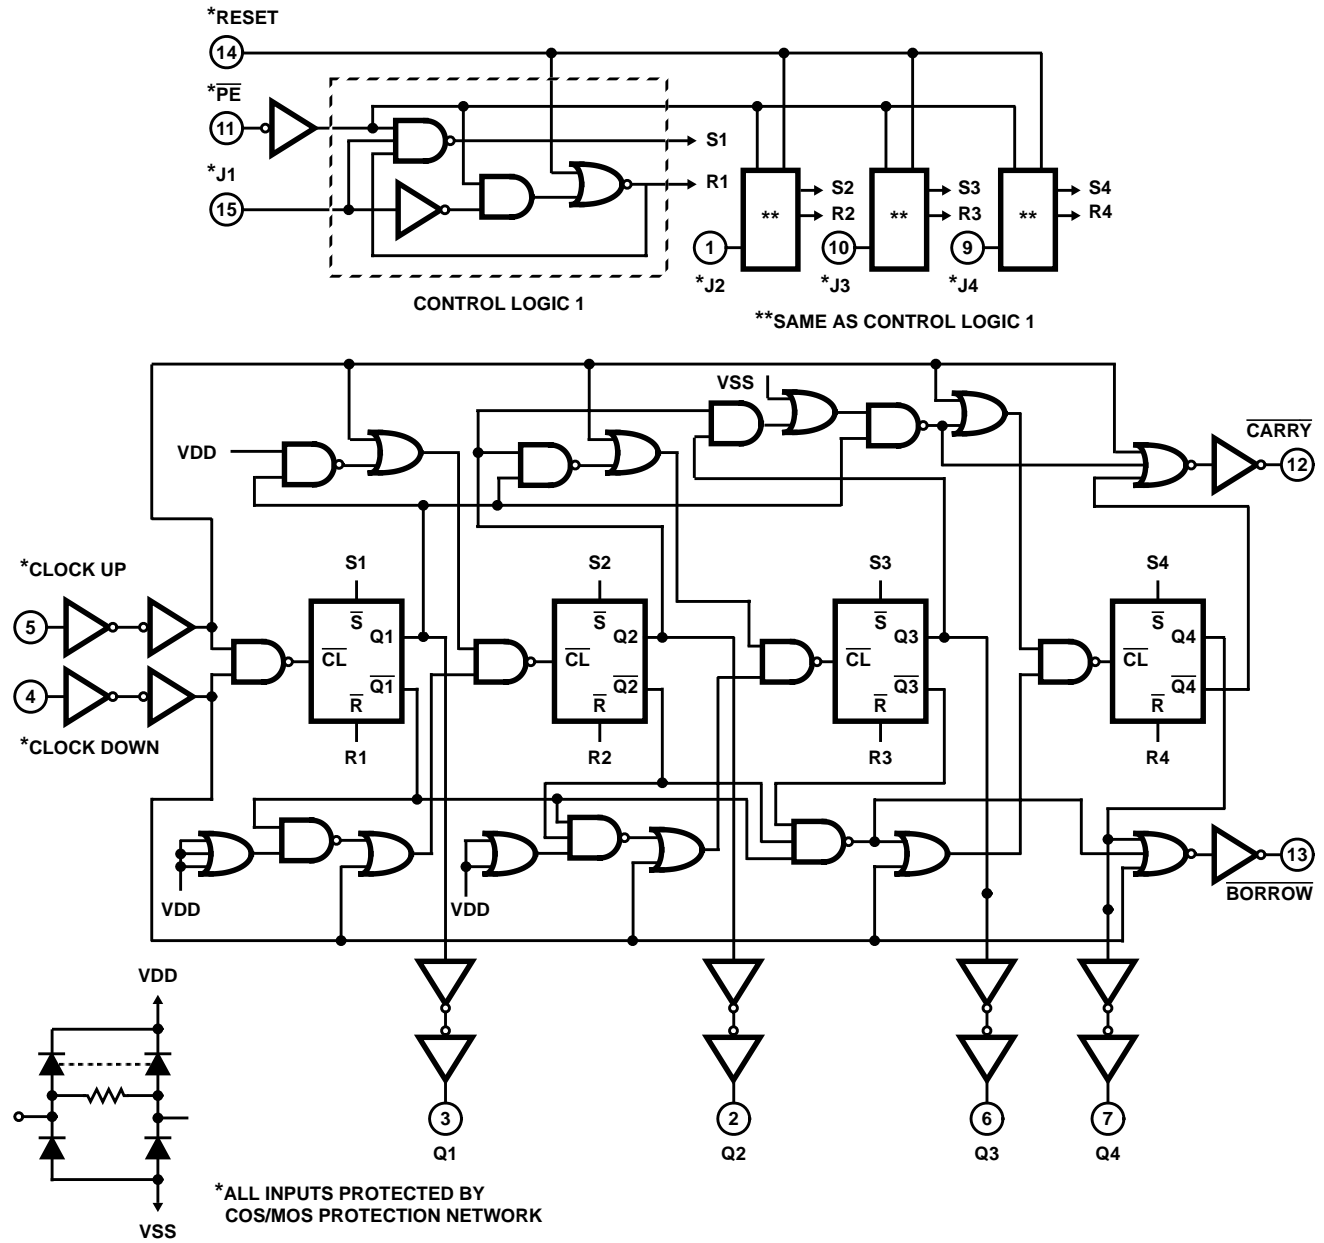 *RESET
14
*PE
11
*J1
15
S1
R1
S2
R2
S3
R3
S4
R4
**
**
**
1
10
9
*J2
*J3
*J4
CONTROL LOGIC 1
**SAME AS CONTROL LOGIC 1
VSS
VDD
CARRY
12
*CLOCK UP
5
4
*CLOCK DOWN
S1
S
Q1
CL
Q1
R
R1
S2
S
Q2
CL
Q2
R
R2
S3
S
Q3
CL
Q3
R
R3
S4
S
Q4
CL
Q4
R
R4
VDD
VDD
13
BORROW
VDD
VSS
3
2
6
7
Q1
Q2
Q3
Q4
*ALL INPUTS PROTECTED BY
COS/MOS PROTECTION NETWORK